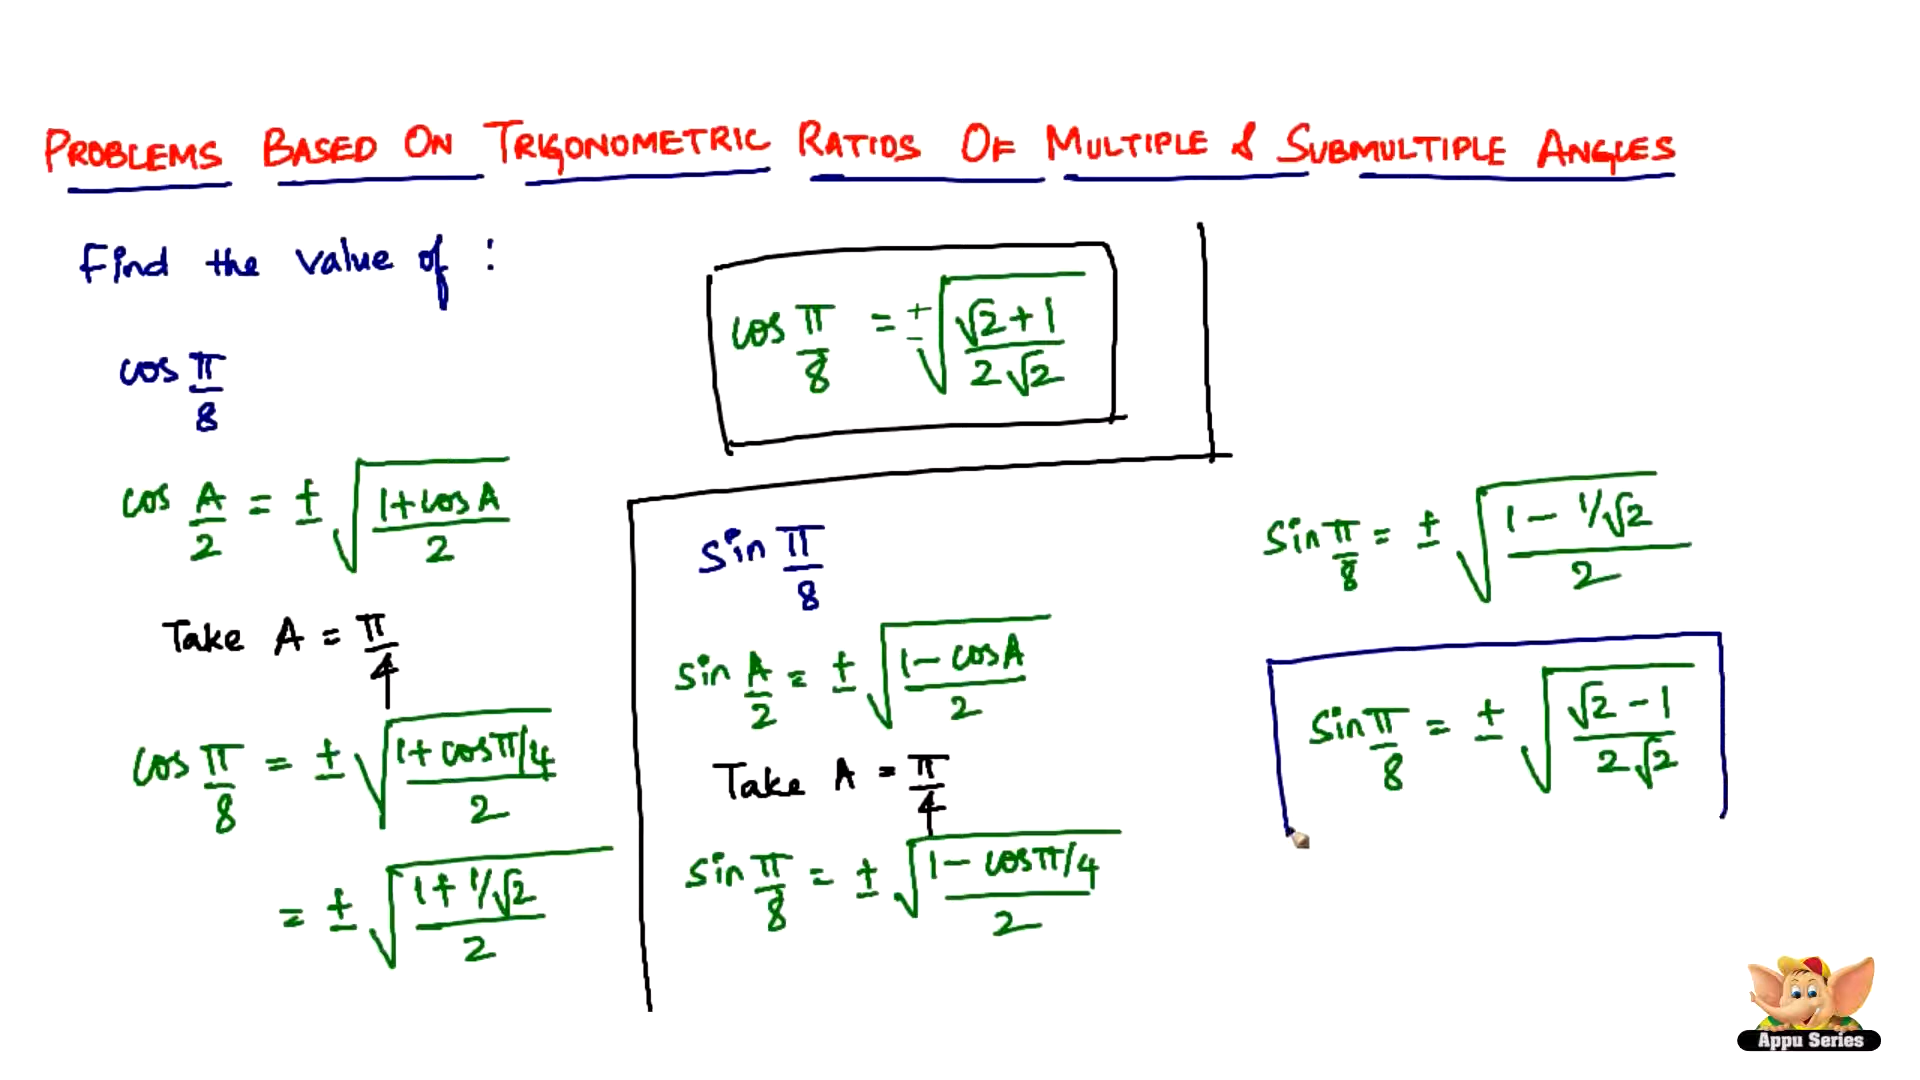 PROBLEMS BASED ON TRIGONOMETRIC RATIOS OF MULTIPLE & SUBMULTIPLE ANGLES
Find the value of :
cos π/8
cos A/2 = ± √((1+cos A)/2)
Take A = π/4
cos π/8 = ± √((1+cos π/4)/2)
= ± √((1+1/√2)/2)
cos π/8 = ± √((√2+1)/(2√2))
sin π/8
sin A/2 = ± √((1-cos A)/2)
Take A = π/4
sin π/8 = ± √((1-cos π/4)/2)
sin π/8 = ± √((1-1/√2)/2)
sin π/8 = ± √((√2-1)/(2√2))
Appu Series